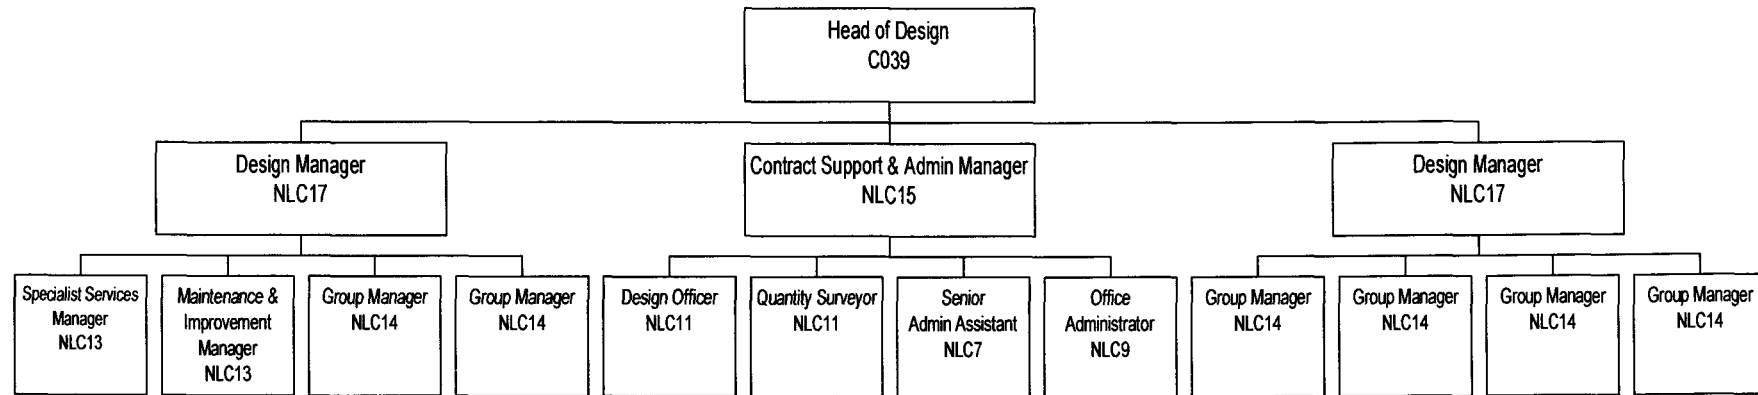 Head of Design
C039
Design Manager
NLC17
Contract Support & Admin Manager
NLC15
Design Manager
NLC17
Specialist Services
Manager
NLC13
Maintenance &
Improvement
Manager
NLC13
Group Manager
NLC14
Group Manager
NLC14
Design Officer
NLC11
Quantity Surveyor
NLC11
Senior
Admin Assistant
NLC7
Office
Administrator
NLC9
Group Manager
NLC14
Group Manager
NLC14
Group Manager
NLC14
Group Manager
NLC14